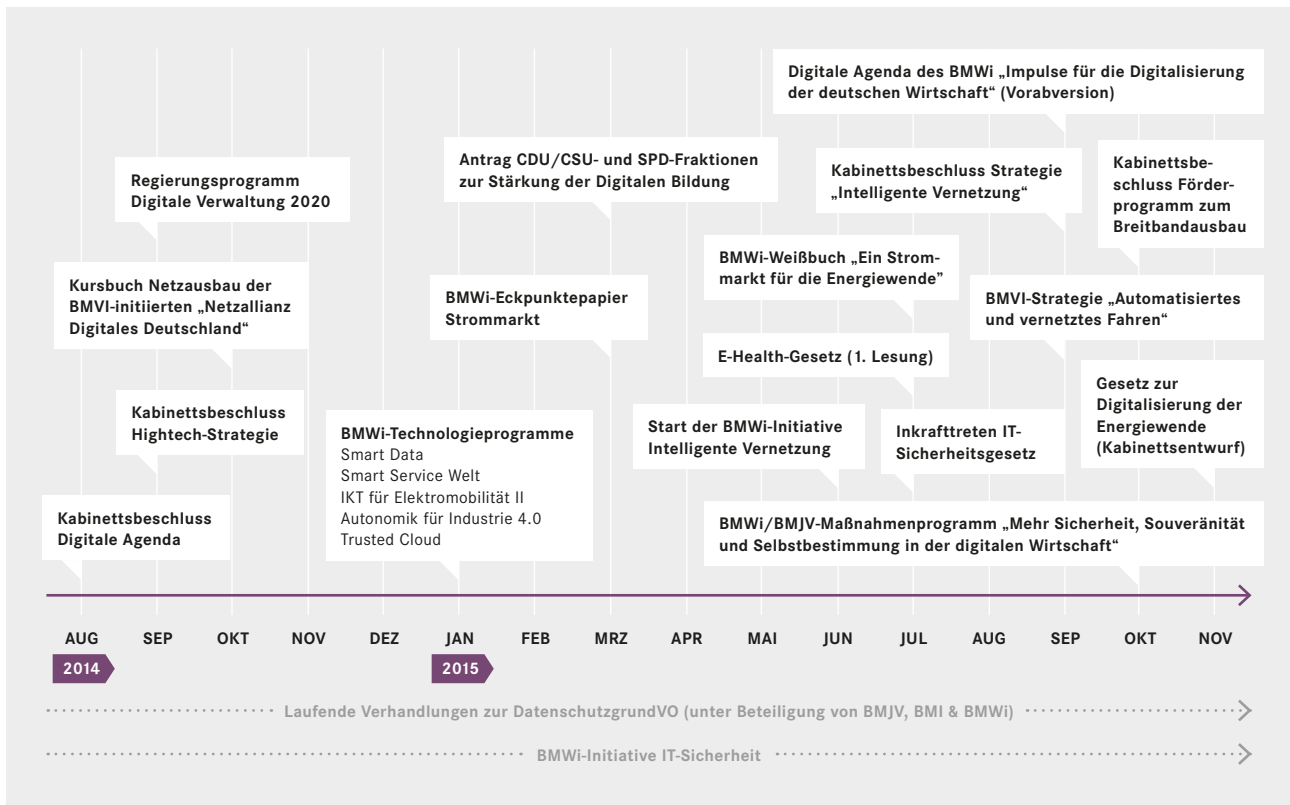 Digitale Agenda des BMWi „Impulse für die Digitalisierung
der deutschen Wirtschaft“ (Vorabversion)
Antrag CDU/CSU- und SPD-Fraktionen
zur Stärkung der Digitalen Bildung
Kabinettsbeschluss Strategie
„Intelligente Vernetzung“
Kabinettsbe-
schluss Förder-
programm zum
Breitbandausbau
Regierungsprogramm
Digitale Verwaltung 2020
BMWi-Weißbuch „Ein Strom-
markt für die Energiewende”
Kursbuch Netzausbau der
BMVI-initiierten „Netzallianz
Digitales Deutschland“
BMWi-Eckpunktepapier
Strommarkt
BMVI-Strategie „Automatisiertes
und vernetztes Fahren“
E-Health-Gesetz (1. Lesung)
Gesetz zur
Digitalisierung der
Energiewende
(Kabinettsentwurf)
Kabinettsbeschluss
Hightech-Strategie
BMWi-Technologieprogramme
Smart Data
Smart Service Welt
IKT für Elektromobilität II
Autonomik für Industrie 4.0
Trusted Cloud
Start der BMWi-Initiative
Intelligente Vernetzung
Inkrafttreten IT-
Sicherheitsgesetz
Kabinettsbeschluss
Digitale Agenda
BMWi/BMJV-Maßnahmenprogramm „Mehr Sicherheit, Souveränität
und Selbstbestimmung in der digitalen Wirtschaft“
AUG SEP OKT NOV DEZ JAN FEB MRZ APR MAI JUN JUL AUG SEP OKT NOV
2014 2015
Laufende Verhandlungen zur DatenschutzgrundVO (unter Beteiligung von BMJV, BMI & BMWi)
BMWi-Initiative IT-Sicherheit